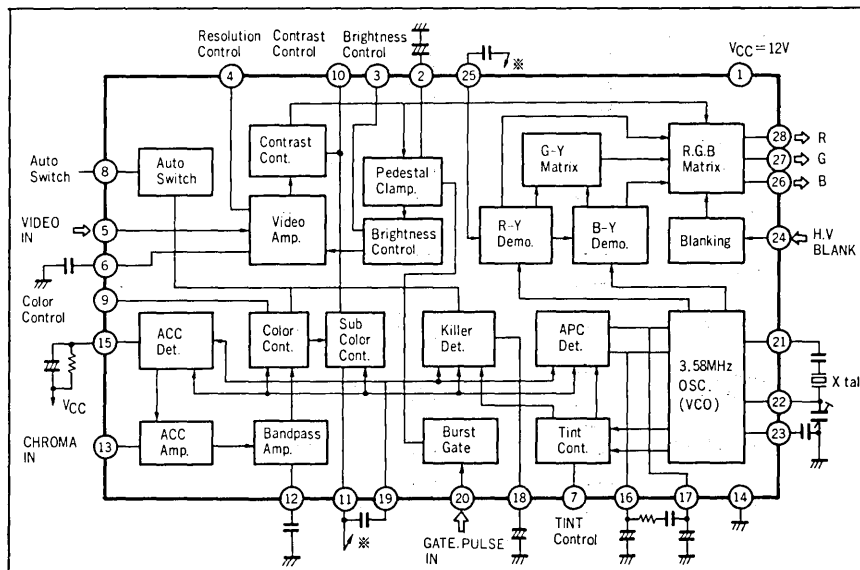 Resolution Control
Contrast Control
Brightness Control
VCC=12V
4
10
3
2
25
※
1
Auto Switch
8
Auto Switch
Contrast Cont.
Pedestal Clamp.
G-Y Matrix
R.G.B Matrix
28 R
27 G
26 B
VIDEO IN
5
Video Amp.
Brightness Control
R-Y Demo.
B-Y Demo.
Blanking
24
H.V BLANK
6
Color Control
9
15
ACC Det.
Color Cont.
Sub Color Cont.
Killer Det.
APC Det.
3.58MHz OSC. (VCO)
21
X tal
22
23
VCC
CHROMA IN
13
ACC Amp.
Bandpass Amp.
Burst Gate
Tint Cont.
12
11
19
20
18
7
16
17
14
※
GATE.PULSE IN
TINT Control